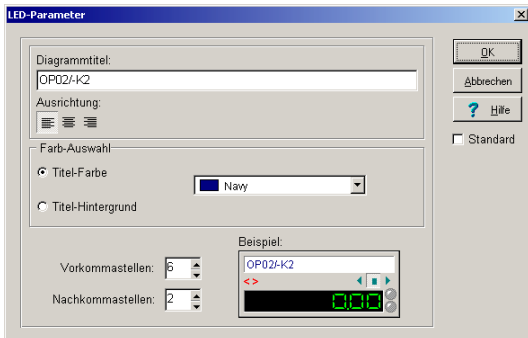 LED-Parameter
Diagrammtitel:
OP02/-K2
Ausrichtung:
Farb-Auswahl
Titel-Farbe
Navy
Titel-Hintergrund
Vorkommastellen: 6
Nachkommastellen: 2
Beispiel:
OP02/-K2
<>
0.00
OK
Abbrechen
? Hilfe
Standard